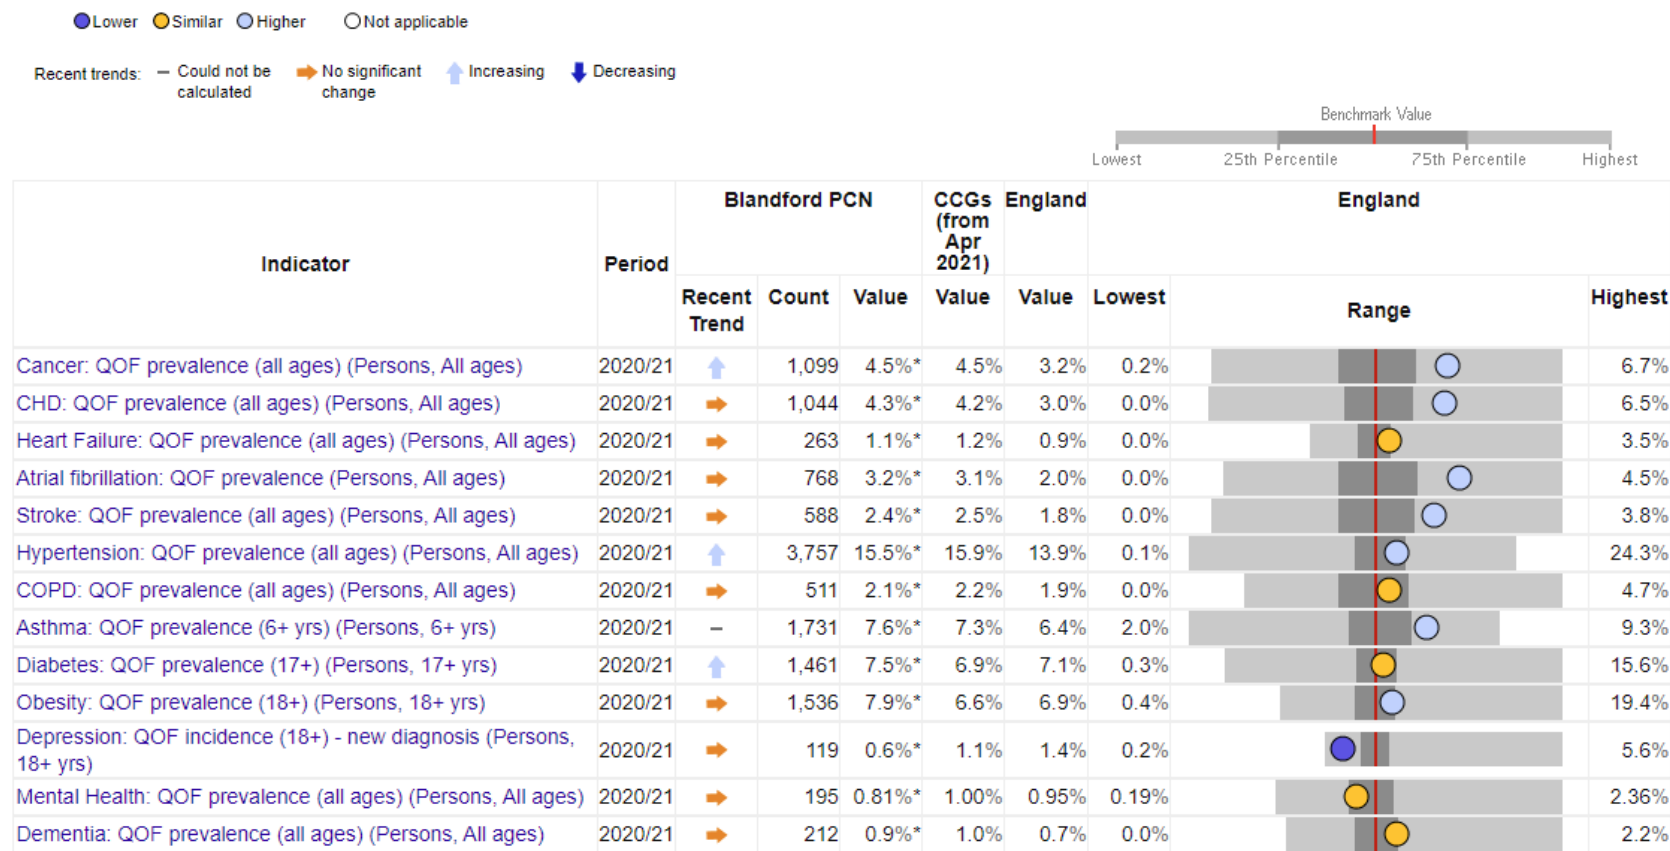 Lower Similar Higher Not applicable
Recent trends: – Could not be calculated No significant change Increasing Decreasing
Benchmark Value
Lowest 25th Percentile 75th Percentile Highest
Indicator Period Blandford PCN CCGs (from Apr 2021) England England
Recent Trend Count Value Value Value Lowest Range Highest
Cancer: QOF prevalence (all ages) (Persons, All ages) 2020/21 1,099 4.5%* 4.5% 3.2% 0.2% 6.7%
CHD: QOF prevalence (all ages) (Persons, All ages) 2020/21 1,044 4.3%* 4.2% 3.0% 0.0% 6.5%
Heart Failure: QOF prevalence (all ages) (Persons, All ages) 2020/21 263 1.1%* 1.2% 0.9% 0.0% 3.5%
Atrial fibrillation: QOF prevalence (Persons, All ages) 2020/21 768 3.2%* 3.1% 2.0% 0.0% 4.5%
Stroke: QOF prevalence (all ages) (Persons, All ages) 2020/21 588 2.4%* 2.5% 1.8% 0.0% 3.8%
Hypertension: QOF prevalence (all ages) (Persons, All ages) 2020/21 3,757 15.5%* 15.9% 13.9% 0.1% 24.3%
COPD: QOF prevalence (all ages) (Persons, All ages) 2020/21 511 2.1%* 2.2% 1.9% 0.0% 4.7%
Asthma: QOF prevalence (6+ yrs) (Persons, 6+ yrs) 2020/21 – 1,731 7.6%* 7.3% 6.4% 2.0% 9.3%
Diabetes: QOF prevalence (17+) (Persons, 17+ yrs) 2020/21 1,461 7.5%* 6.9% 7.1% 0.3% 15.6%
Obesity: QOF prevalence (18+) (Persons, 18+ yrs) 2020/21 1,536 7.9%* 6.6% 6.9% 0.4% 19.4%
Depression: QOF incidence (18+) - new diagnosis (Persons, 18+ yrs) 2020/21 119 0.6%* 1.1% 1.4% 0.2% 5.6%
Mental Health: QOF prevalence (all ages) (Persons, All ages) 2020/21 195 0.81%* 1.00% 0.95% 0.19% 2.36%
Dementia: QOF prevalence (all ages) (Persons, All ages) 2020/21 212 0.9%* 1.0% 0.7% 0.0% 2.2%